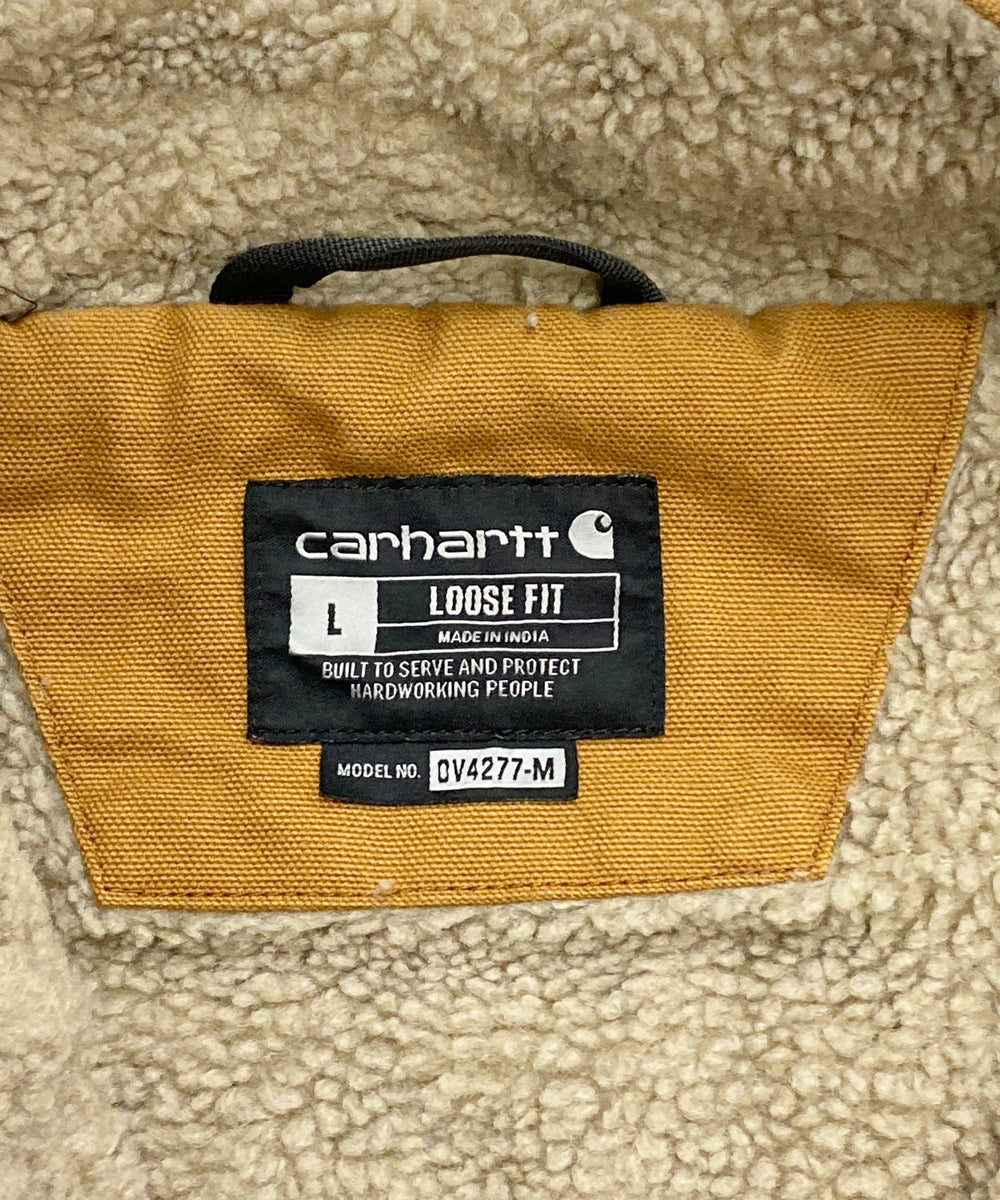 carhartt
L
LOOSE FIT
MADE IN INDIA
BUILT TO SERVE AND PROTECT
HARDWORKING PEOPLE
MODEL NO. OV4277-M